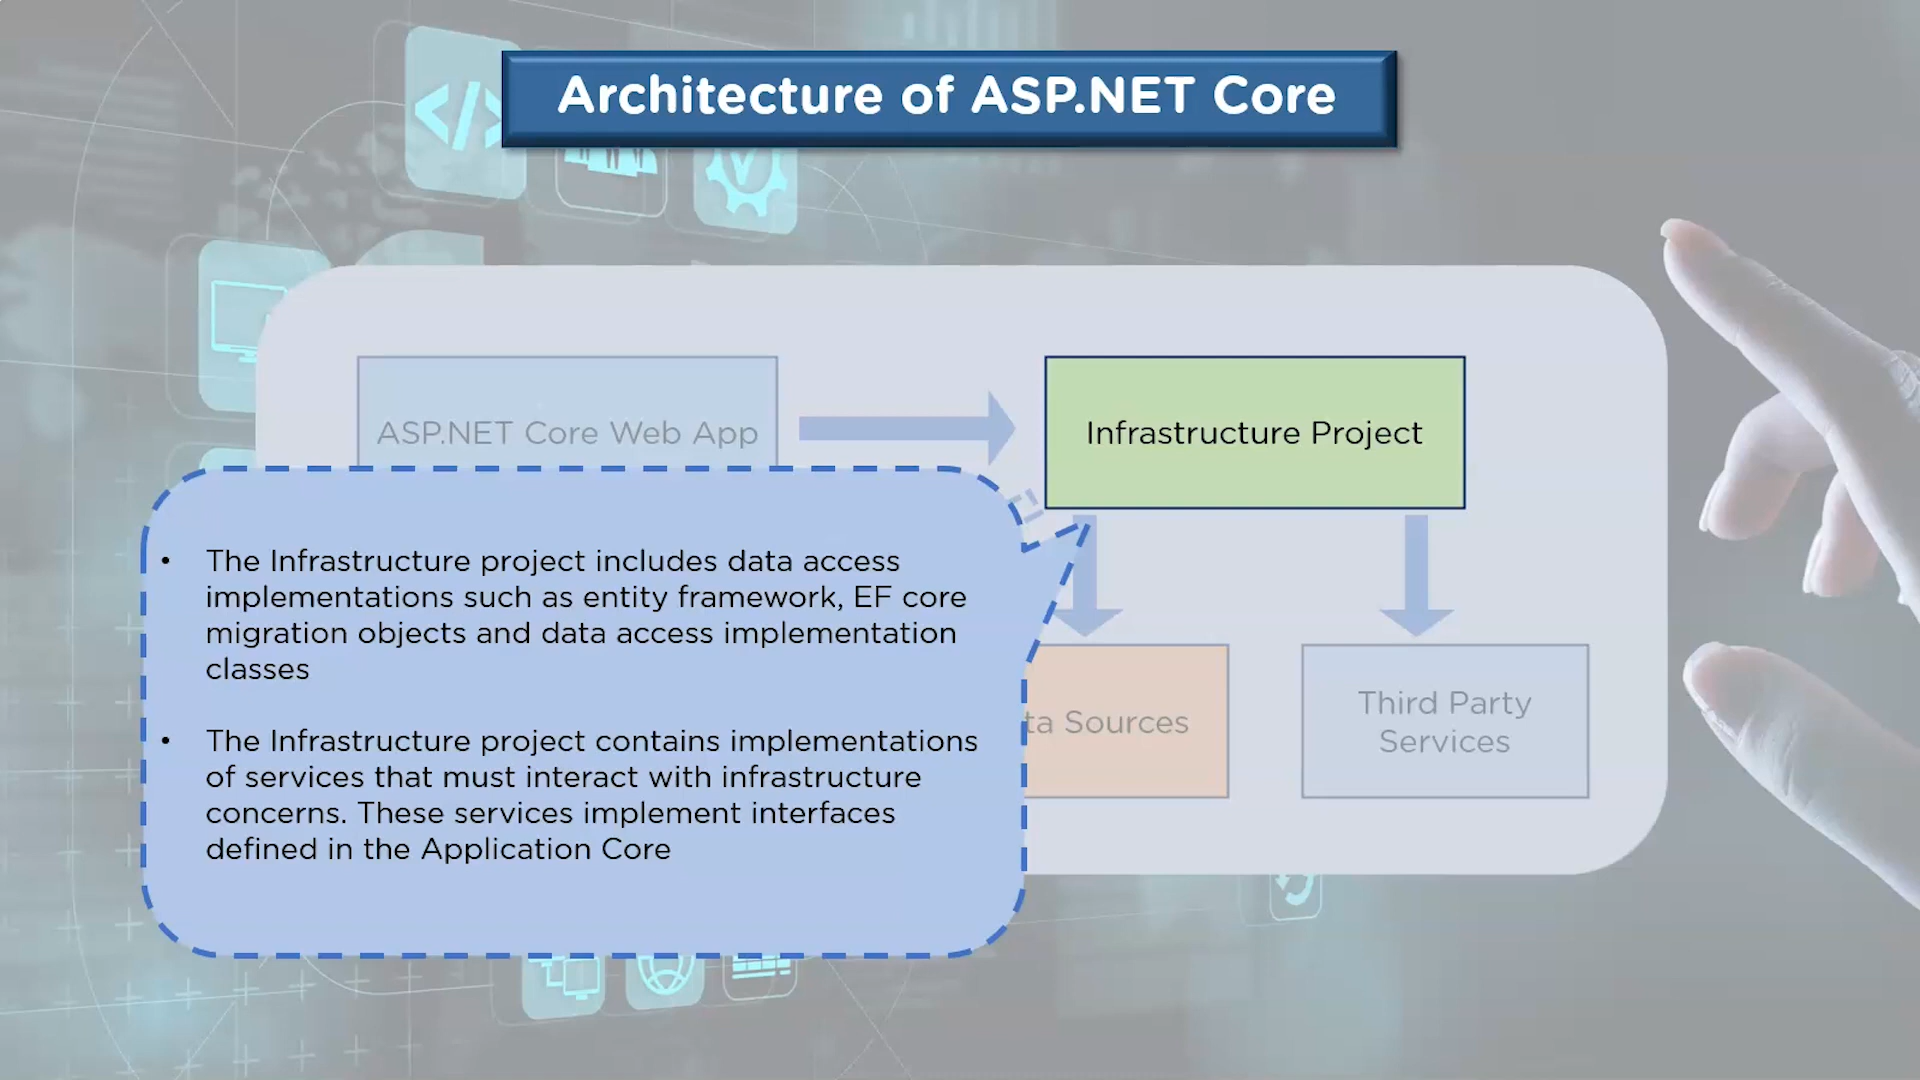 Architecture of ASP.NET Core
ASP.NET Core Web App
Infrastructure Project
• The Infrastructure project includes data access
implementations such as entity framework, EF core
migration objects and data access implementation
classes
• The Infrastructure project contains implementations
of services that must interact with infrastructure
concerns. These services implement interfaces
defined in the Application Core
ta Sources
Third Party
Services